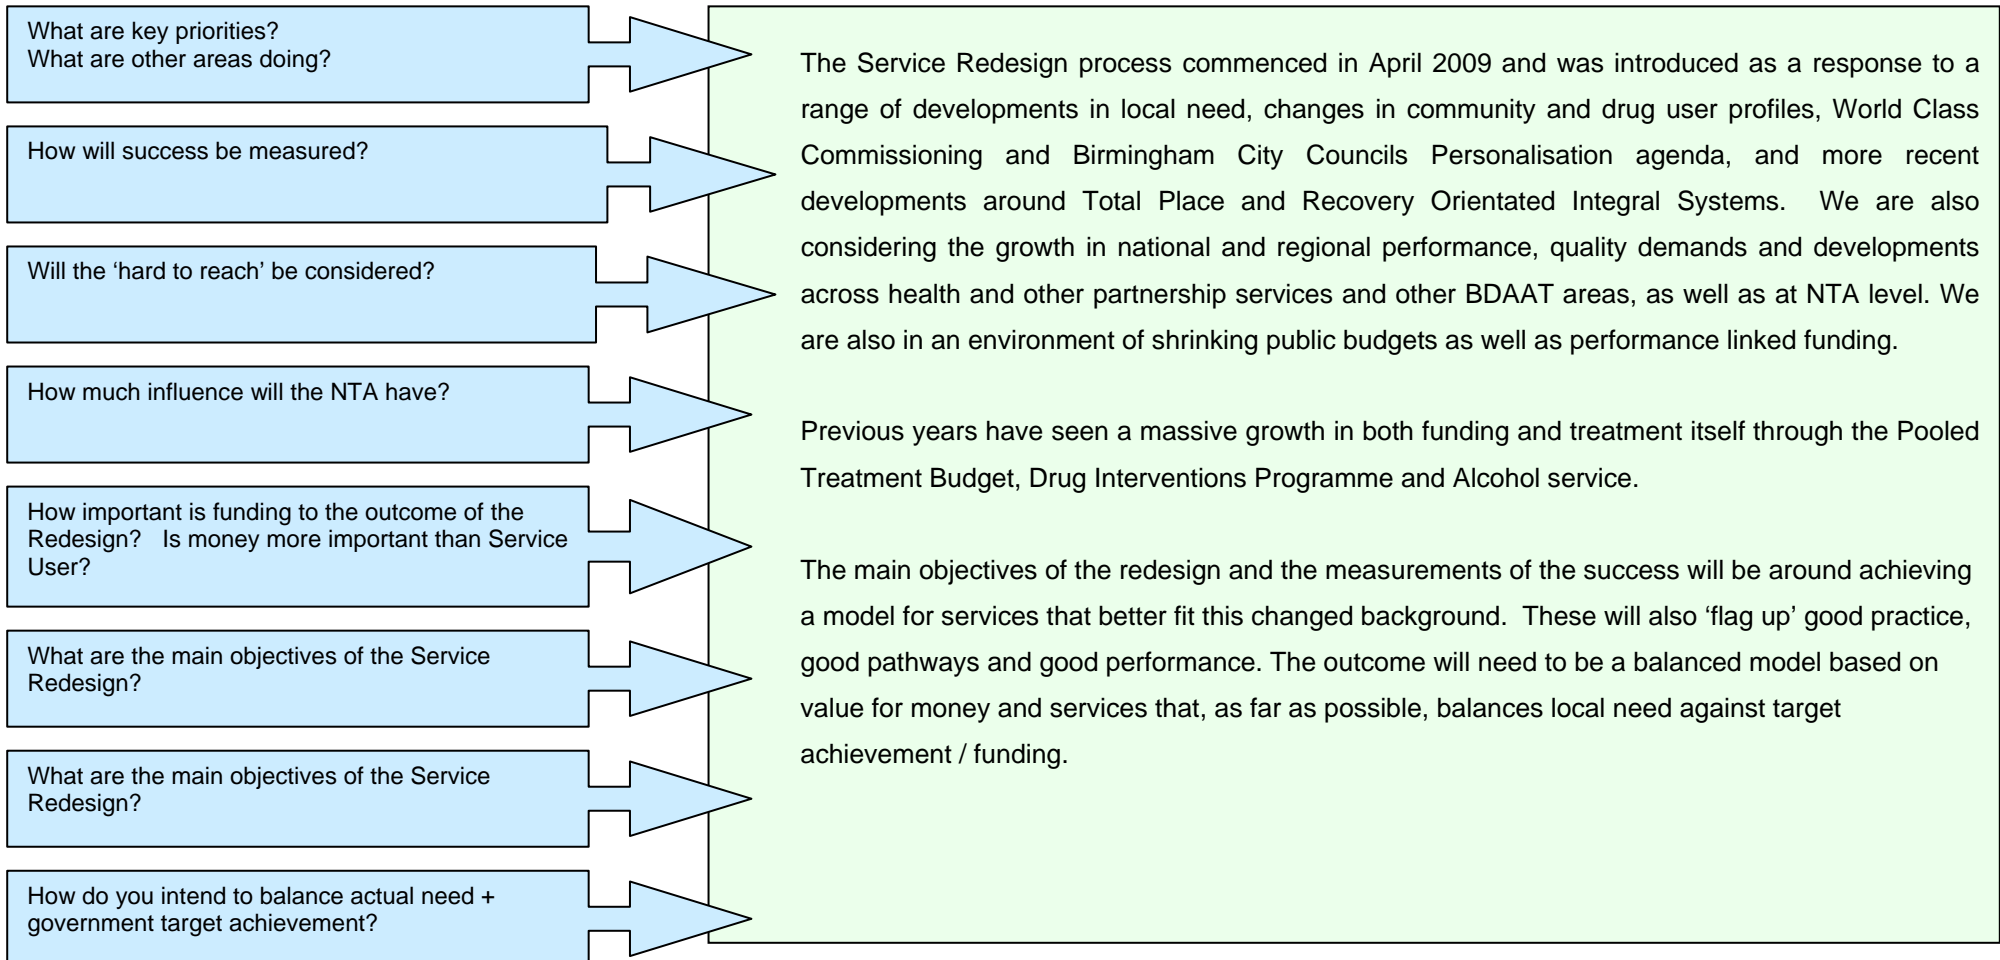 What are key priorities?
What are other areas doing?
How will success be measured?
Will the ‘hard to reach’ be considered?
How much influence will the NTA have?
How important is funding to the outcome of the
Redesign?   Is money more important than Service
User?
What are the main objectives of the Service
Redesign?
What are the main objectives of the Service
Redesign?
How do you intend to balance actual need +
government target achievement?
The Service Redesign process commenced in April 2009 and was introduced as a response to a
range of developments in local need, changes in community and drug user profiles, World Class
Commissioning and Birmingham City Councils Personalisation agenda, and more recent
developments around Total Place and Recovery Orientated Integral Systems.  We are also
considering the growth in national and regional performance, quality demands and developments
across health and other partnership services and other BDAAT areas, as well as at NTA level. We
are also in an environment of shrinking public budgets as well as performance linked funding.
Previous years have seen a massive growth in both funding and treatment itself through the Pooled
Treatment Budget, Drug Interventions Programme and Alcohol service.
The main objectives of the redesign and the measurements of the success will be around achieving
a model for services that better fit this changed background.  These will also ‘flag up’ good practice,
good pathways and good performance. The outcome will need to be a balanced model based on
value for money and services that, as far as possible, balances local need against target
achievement / funding.